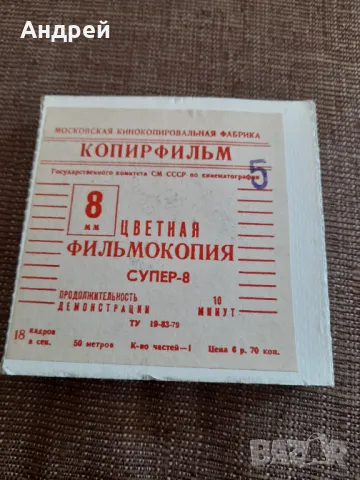 Андрей
МОСКОВСКАЯ КИНОКОПИРОВАЛЬНАЯ ФАБРИКА
КОПИРФИЛЬМ
Государственного комитета СМ СССР по кинематографии
5
8
мм
ЦВЕТНАЯ
ФИЛЬМОКОПИЯ
СУПЕР-8
ПРОДОЛЖИТЕЛЬНОСТЬ ДЕМОНСТРАЦИИ
10 МИНУТ
ТУ 19-83-79
18 кадров в сек.
50 метров К-во частей-1 Цена 6 р. 70 коп.
BAZAR